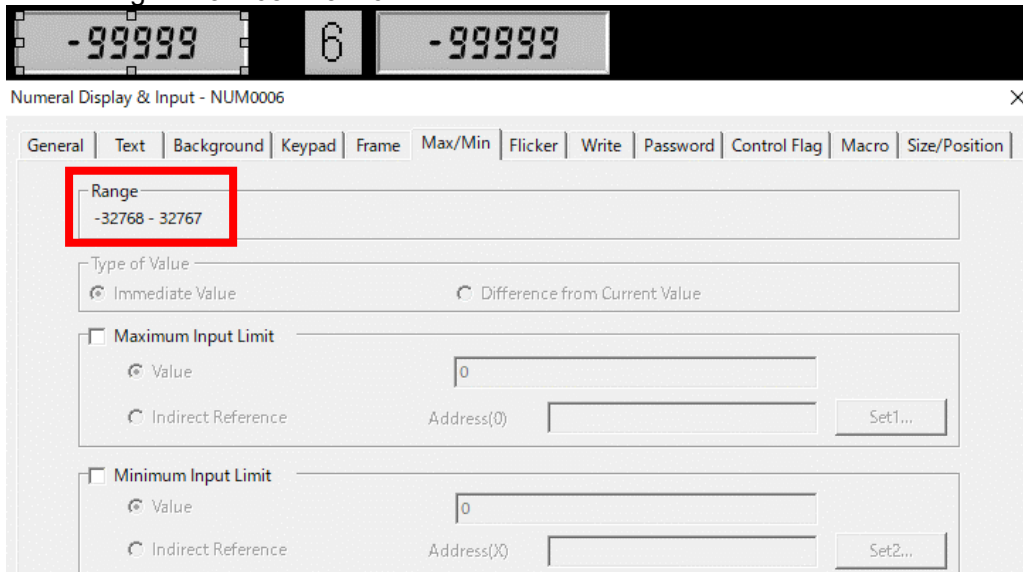 -99999 6 -99999
Numeral Display & Input - NUM0006
General Text Background Keypad Frame Max/Min Flicker Write Password Control Flag Macro Size/Position
Range
-32768 - 32767
Type of Value
Immediate Value Difference from Current Value
Maximum Input Limit
Value 0
Indirect Reference Address(0) Set1...
Minimum Input Limit
Value 0
Indirect Reference Address(X) Set2...